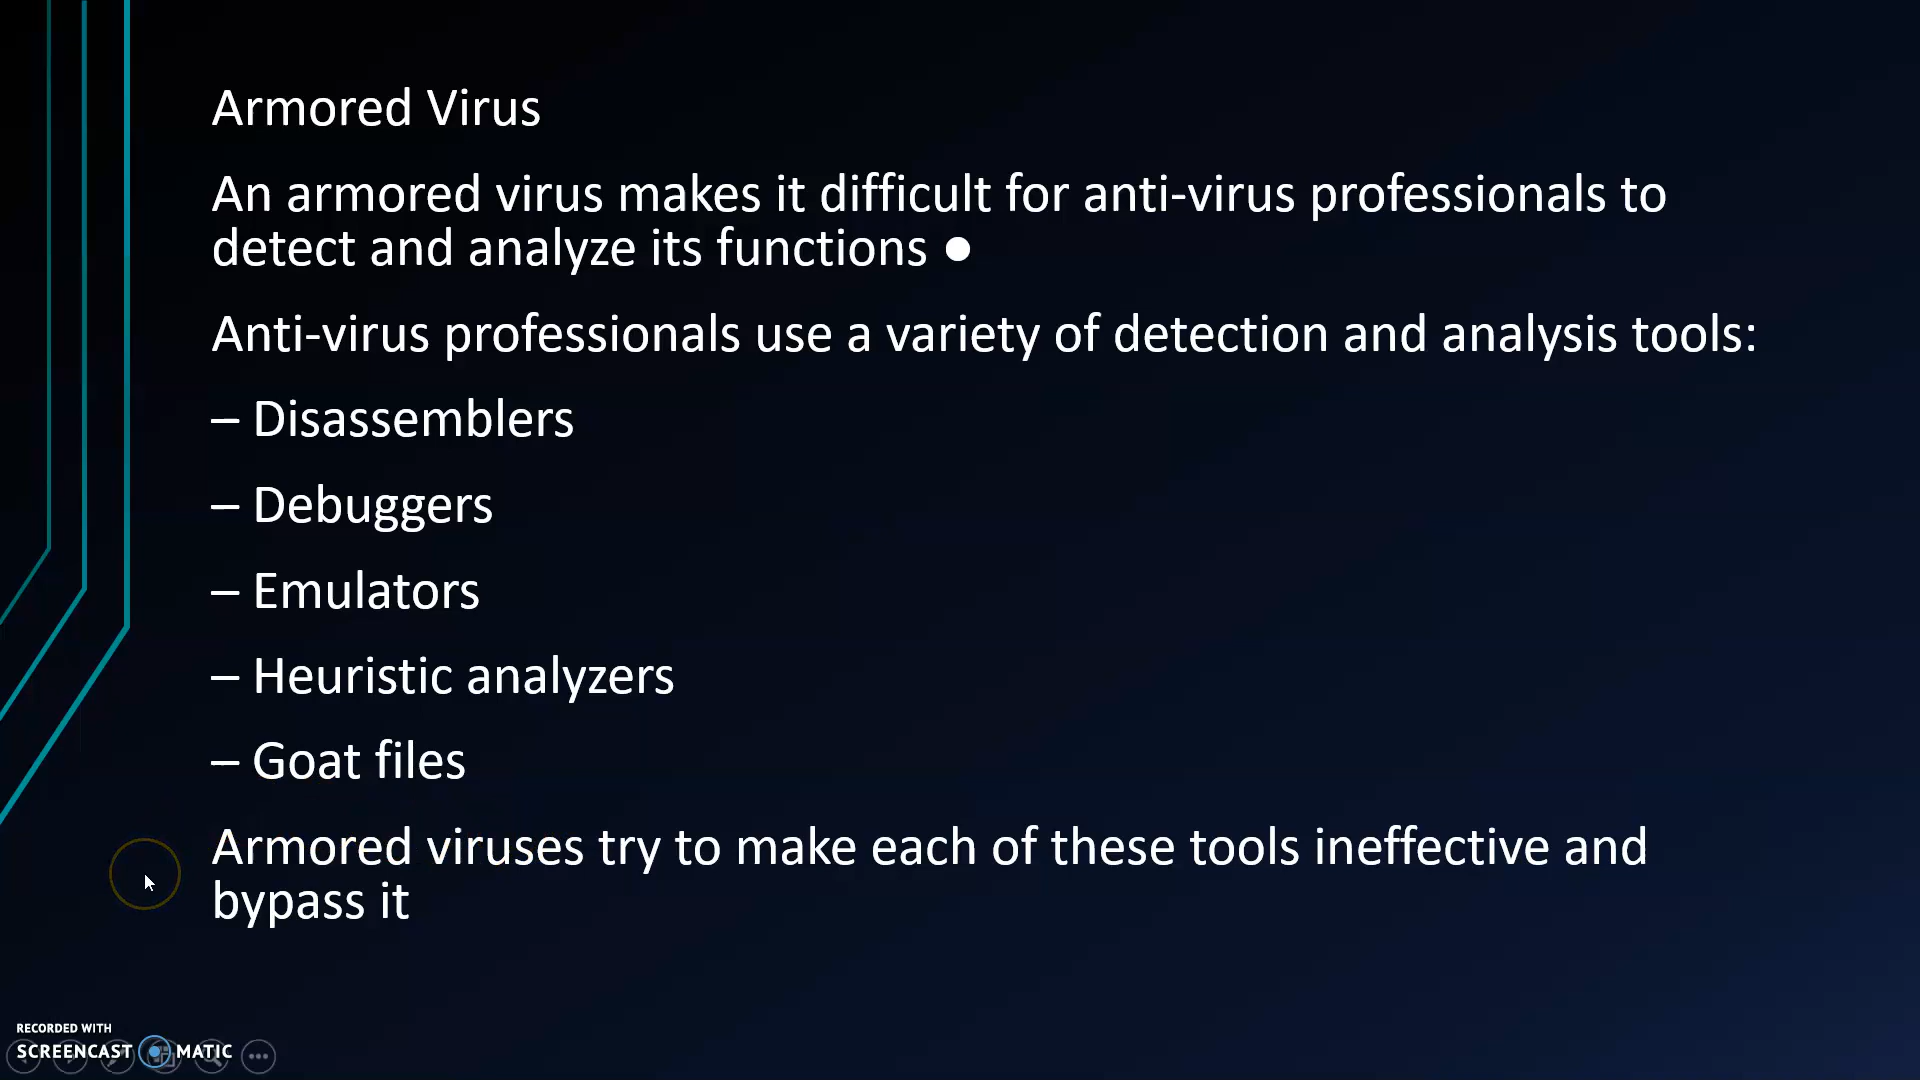 Armored Virus
An armored virus makes it difficult for anti-virus professionals to
detect and analyze its functions ●
Anti-virus professionals use a variety of detection and analysis tools:
– Disassemblers
– Debuggers
– Emulators
– Heuristic analyzers
– Goat files
Armored viruses try to make each of these tools ineffective and
bypass it
RECORDED WITH
SCREENCAST MATIC